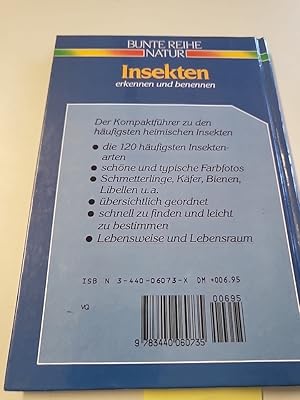 BUNTE REIHE
NATUR
Insekten
erkennen und benennen
Der Kompaktführer zu den
häufigsten heimischen Insekten
● die 120 häufigsten Insekten-
arten
● schöne und typische Farbfotos
● Schmetterlinge, Käfer, Bienen,
Libellen u.a.
● übersichtlich geordnet
● schnell zu finden und leicht
zu bestimmen
● Lebensweise und Lebensraum
ISB N 3-440-06073-X DM +006.95
VQ
00695
9 783440 060735